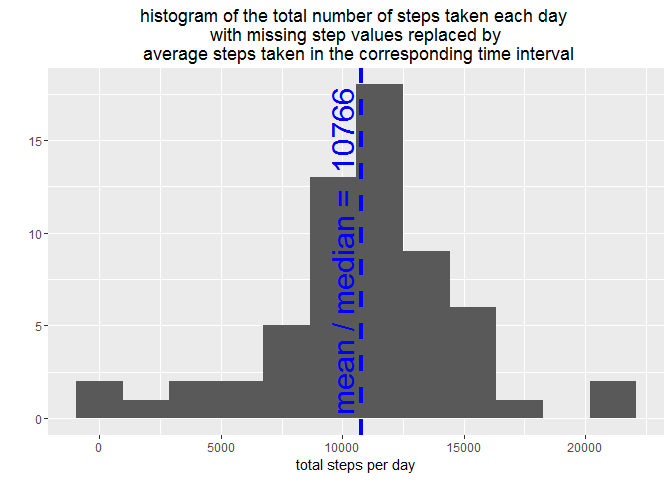 histogram of the total number of steps taken each day
with missing step values replaced by
average steps taken in the corresponding time interval
mean / median = 10766
15
10
5
0
0 5000 10000 15000 20000
total steps per day